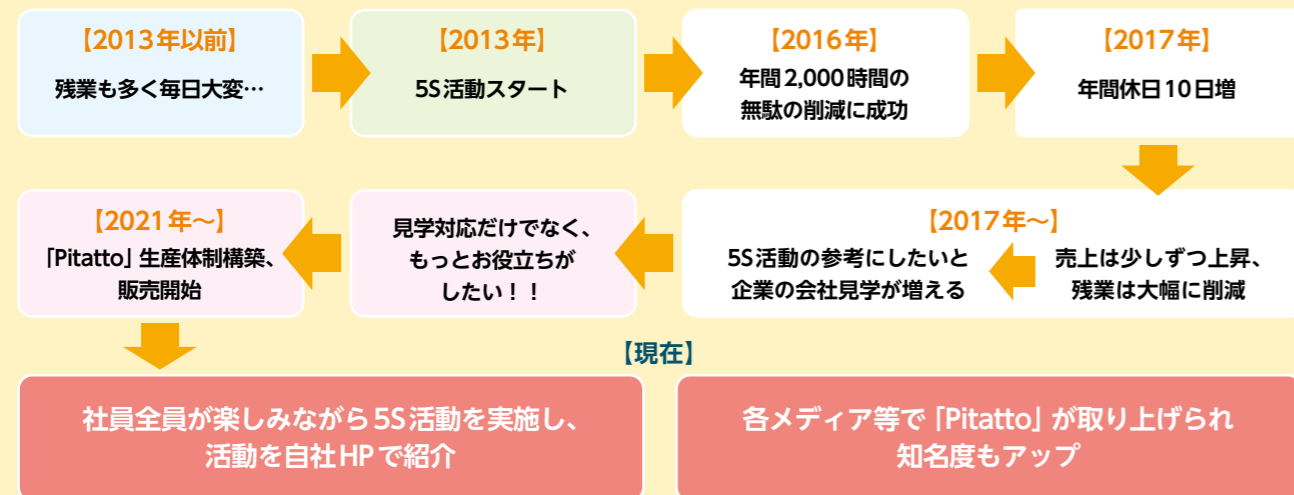 【2013年以前】
残業も多く毎日大変…
【2013年】
5S活動スタート
【2016年】
年間2,000時間の
無駄の削減に成功
【2017年】
年間休日10日増
【2017年～】
売上は少しずつ上昇、
残業は大幅に削減
5S活動の参考にしたいと
企業の会社見学が増える
見学対応だけでなく、
もっとお役立ちが
したい！！
【2021年～】
「Pitatto」生産体制構築、
販売開始
【現在】
社員全員が楽しみながら5S活動を実施し、
活動を自社HPで紹介
各メディア等で「Pitatto」が取り上げられ
知名度もアップ